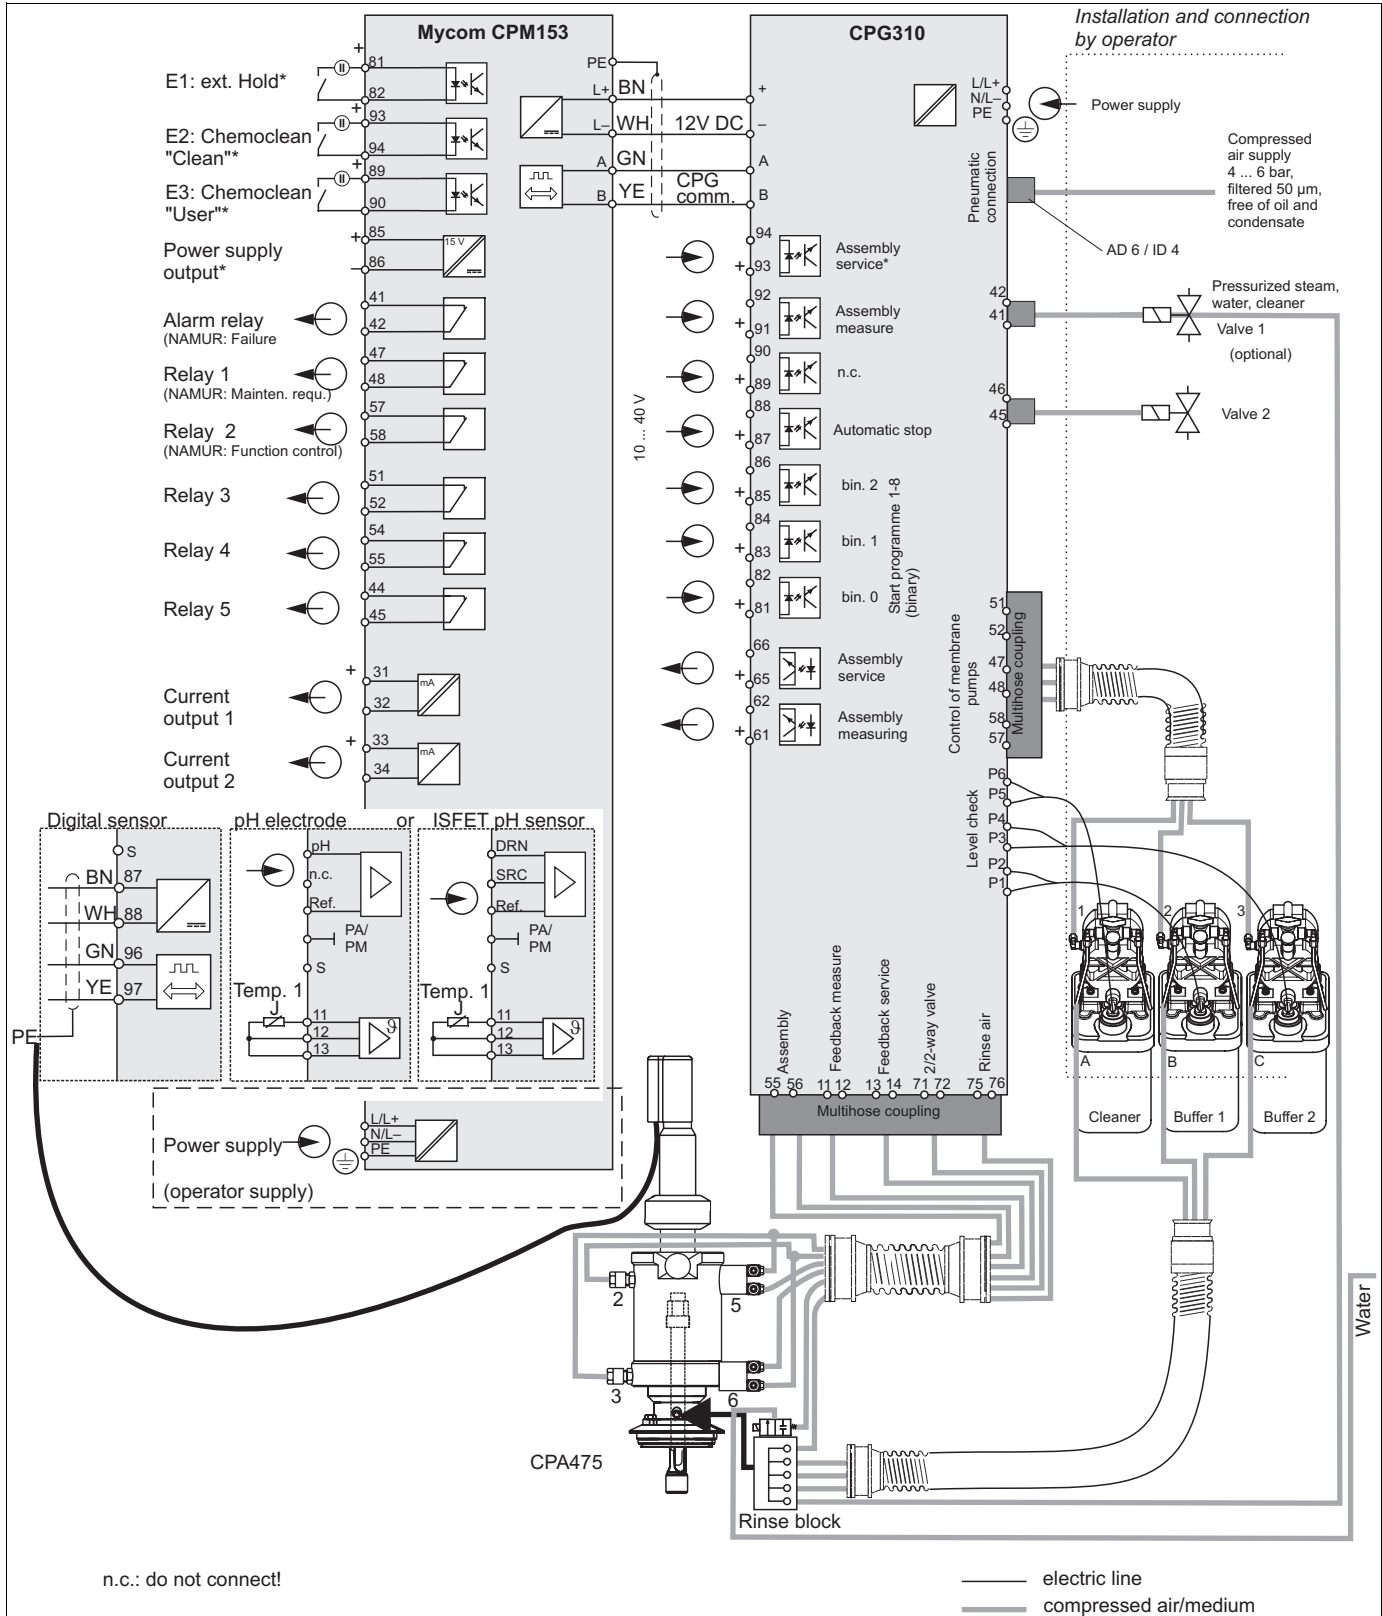 Mycom CPM153
CPG310
Installation and connection
by operator
+
81
E1: ext. Hold*
82
+
93
E2: Chemoclean
94
"Clean"*
+
89
E3: Chemoclean
90
"User"*
+
85
15 V
Power supply
output*
–
86
41
Alarm relay
42
(NAMUR: Failure
47
Relay 1
48
(NAMUR: Mainten. requ.)
57
Relay 2
58
(NAMUR: Function control)
51
Relay 3
52
54
Relay 4
55
44
Relay 5
45
+
31
mA
Current
output 1
32
+
33
mA
Current
output 2
34
PE
L+
BN
+
L–
WH
12V DC
–
A
GN
A
CPG
comm.
B
YE
B
10 ... 40 V
94
+
93
Assembly
service*
92
+
91
Assembly
measure
90
+
89
n.c.
88
+
87
Automatic stop
86
+
85
bin. 2
84
+
83
bin. 1
82
+
81
bin. 0
Start programme 1-8
(binary)
66
+
65
Assembly
service
62
+
61
Assembly
measuring
L/L+
N/L–
PE
Power supply
Pneumatic
connection
Compressed
air supply
4 ... 6 bar,
filtered 50 µm,
free of oil and
condensate
AD 6 / ID 4
42
41
Pressurized steam,
water, cleaner
Valve 1
(optional)
46
45
Valve 2
51
52
47
48
58
57
Control of membrane
pumps
Multihose coupling
P6
P5
P4
P3
P2
P1
Level check
1
2
3
A
B
C
Cleaner
Buffer 1
Buffer 2
Digital sensor
S
BN
87
WH
88
GN
96
YE
97
PE
pH electrode
or
ISFET pH sensor
pH
n.c.
Ref.
PA/
PM
S
Temp. 1
11
12
13
ϑ
DRN
SRC
Ref.
PA/
PM
S
Temp. 1
11
12
13
ϑ
Power supply
L/L+
N/L–
PE
(operator supply)
Assembly
Feedback measure
Feedback service
2/2-way valve
Rinse air
55
56
11
12
13
14
71
72
75
76
Multihose coupling
2
5
3
6
CPA475
Rinse block
Water
n.c.: do not connect!
electric line
compressed air/medium